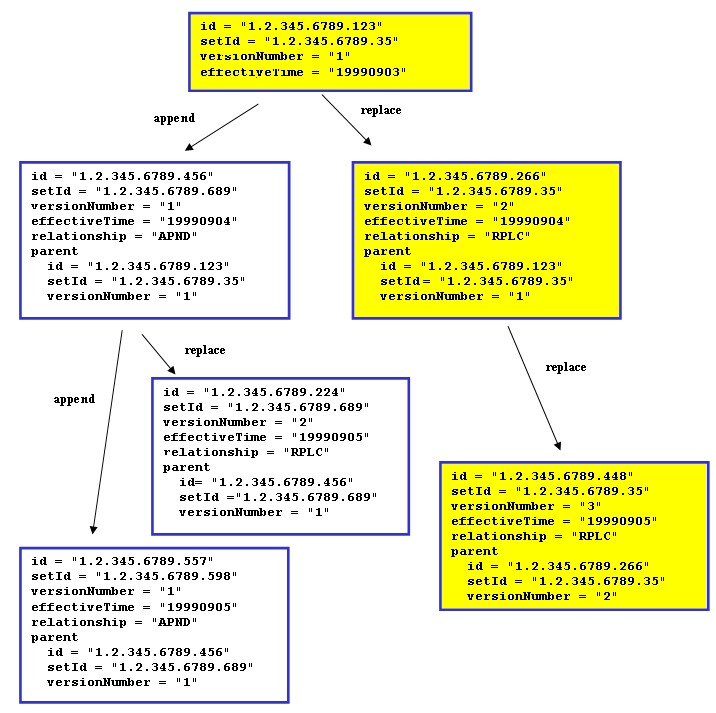 id = "1.2.345.6789.123"
setId = "1.2.345.6789.35"
versionNumber = "1"
effectiveTime = "19990903"
append
replace
id = "1.2.345.6789.456"
setId = "1.2.345.6789.689"
versionNumber = "1"
effectiveTime = "19990904"
relationship = "APND"
parent
id = "1.2.345.6789.123"
setId = "1.2.345.6789.35"
versionNumber = "1"
id = "1.2.345.6789.266"
setId = "1.2.345.6789.35"
versionNumber = "2"
effectiveTime = "19990904"
relationship = "RPLC"
parent
id = "1.2.345.6789.123"
setId= "1.2.345.6789.35"
versionNumber = "1"
replace
append
replace
id = "1.2.345.6789.224"
setId = "1.2.345.6789.689"
versionNumber = "2"
effectiveTime = "19990905"
relationship = "RPLC"
parent
id= "1.2.345.6789.456"
setId ="1.2.345.6789.689"
versionNumber = "1"
id = "1.2.345.6789.448"
setId = "1.2.345.6789.35"
versionNumber = "3"
effectiveTime = "19990905"
relationship = "RPLC"
parent
id = "1.2.345.6789.266"
setId = "1.2.345.6789.35"
versionNumber = "2"
id = "1.2.345.6789.557"
setId = "1.2.345.6789.598"
versionNumber = "1"
effectiveTime = "19990905"
relationship = "APND"
parent
id = "1.2.345.6789.456"
setId = "1.2.345.6789.689"
versionNumber = "1"